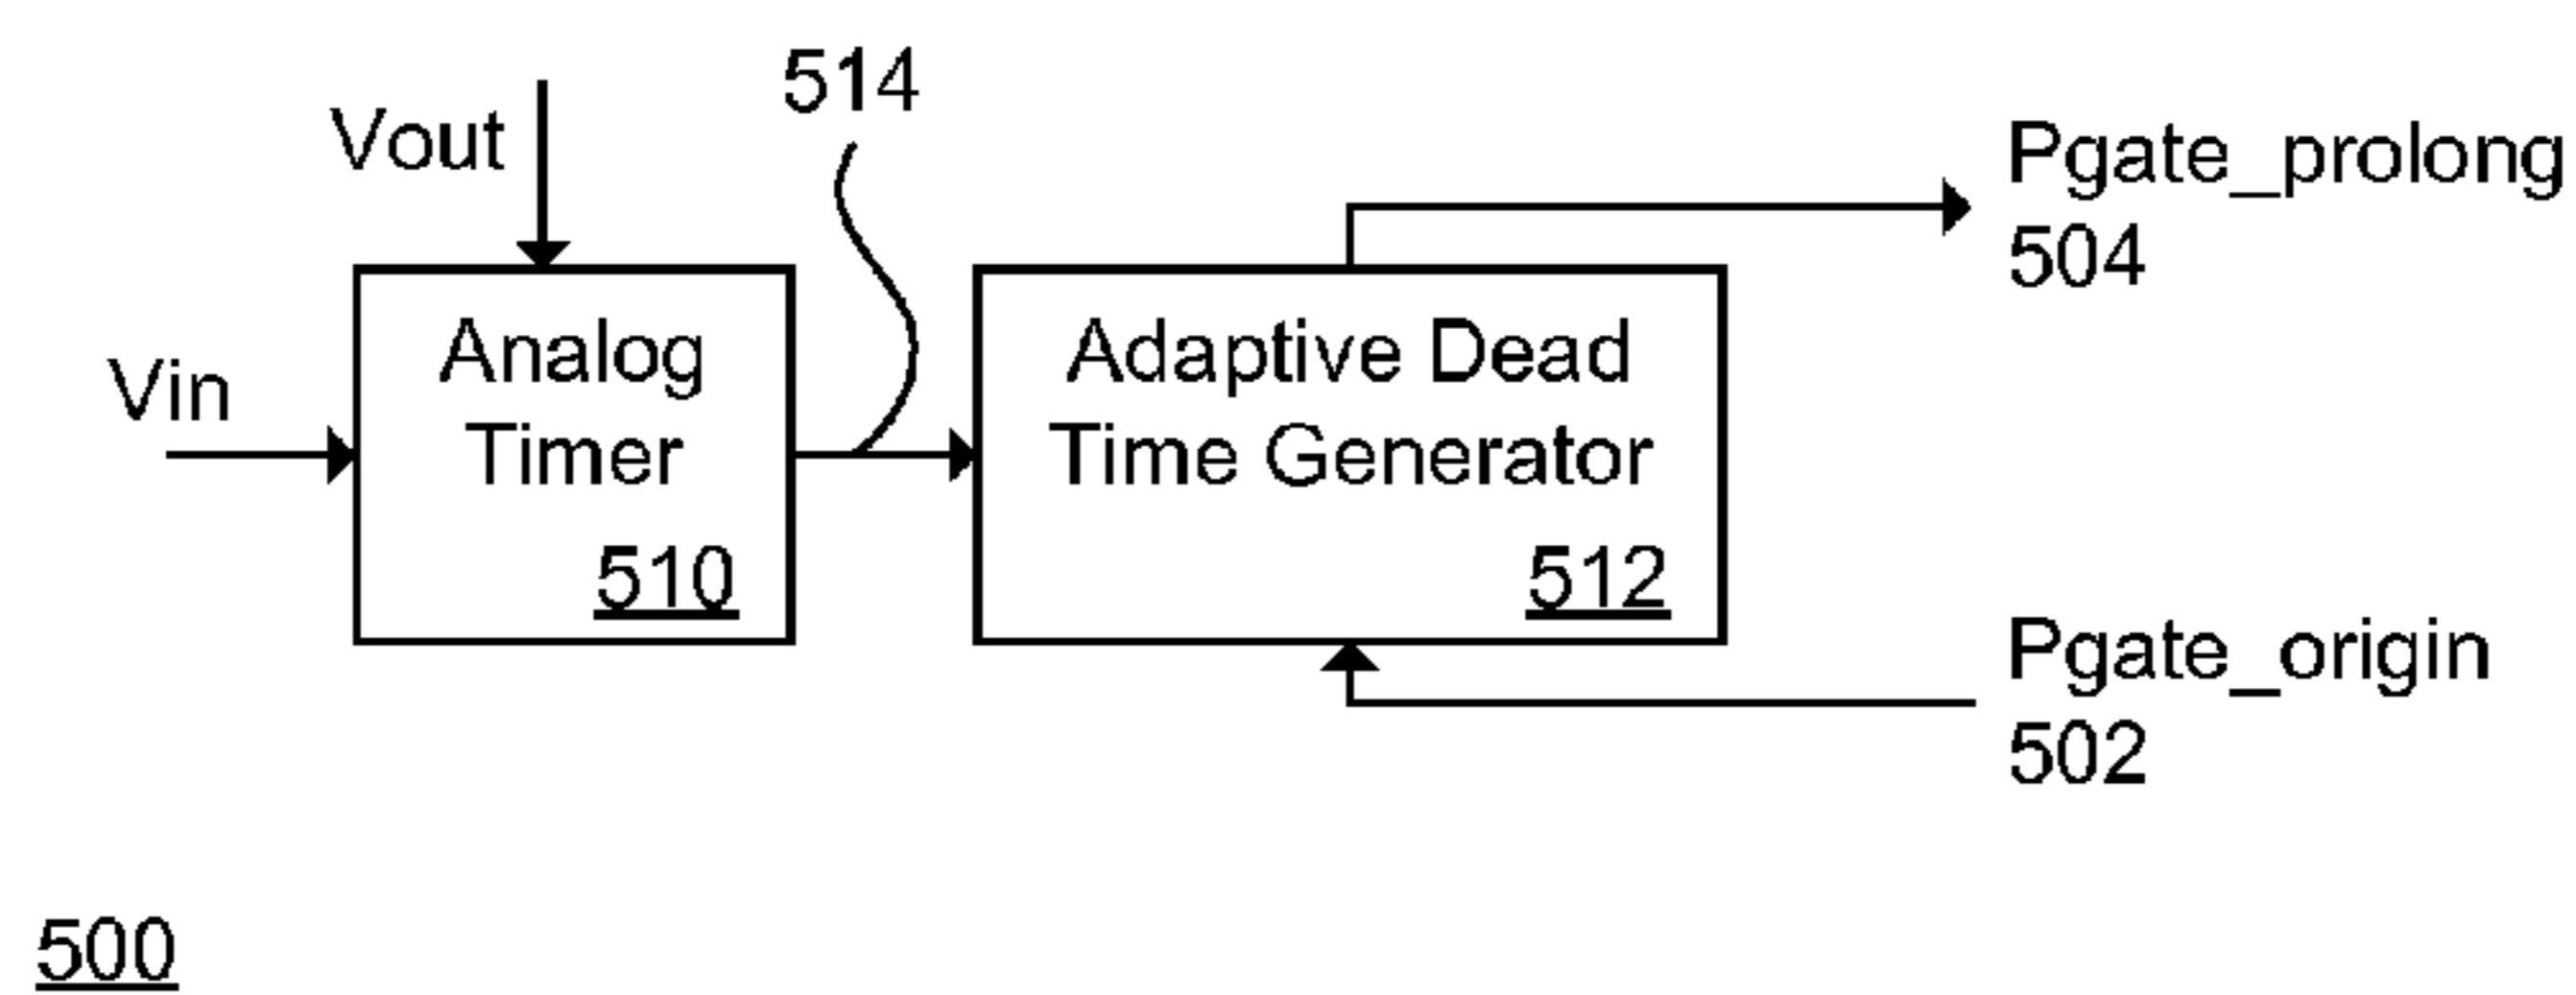 514
Vout
Pgate_prolong
504
Vin
Analog
Timer
510
Adaptive Dead
Time Generator
512
Pgate_origin
502
500